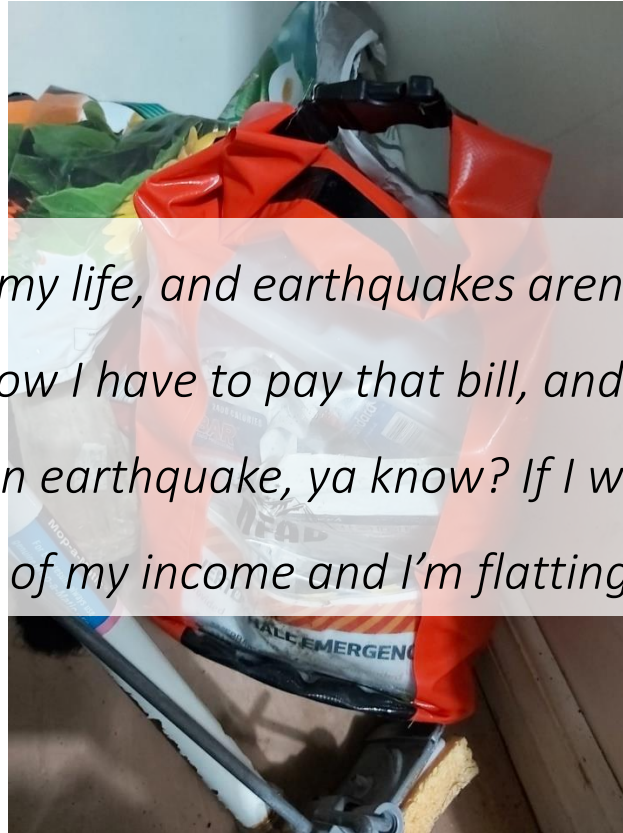 my life, and earthquakes aren
ow I have to pay that bill, and
n earthquake, ya know? If I w
of my income and I’m flatting
Mop-a-
EMERGENC